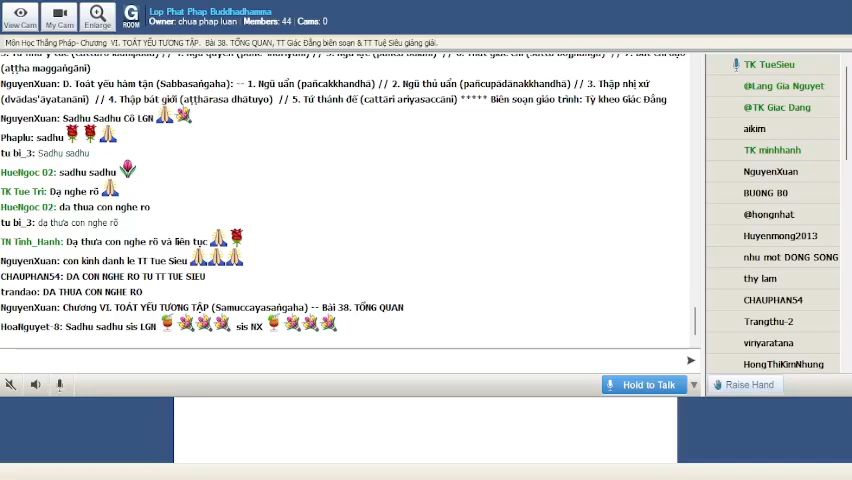 Lop Phat Phap Buddhadhamma
Owner: chua phap luan | Members: 44 | Cams: 0
View Cam
My Cam
Enlarge
G
ROOM
Môn Học Thắng Pháp- Chương VI. TOÁT YẾU TƯƠNG TẬP. Bài 38. TỔNG QUAN, TT Giác Đẳng biên soạn & TT Tuệ Siêu giảng giải.
(aṭṭha maggaṅgāni)
NguyenXuan: D. Toát yếu hàm tận (Sabbasaṅgaha): -- 1. Ngũ uẩn (pañcakkhandhā) // 2. Ngũ thủ uẩn (pañcupādānakkhandhā) // 3. Thập nhị xứ
(dvādas'āyatanāni) // 4. Thập bát giới (aṭṭhārasa dhātuyo) // 5. Tứ thánh đế (cattāri ariyasaccāni) ***** Biên soạn giáo trình: Tỳ kheo Giác Đẳng
NguyenXuan: Sadhu Sadhu Cô LGN
Phaplu: sadhu
tu bi_3: Sadhu sadhu
HueNgoc 02: sadhu sadhu
TK Tue Tri: Dạ nghe rõ
HueNgoc 02: da thua con nghe ro
tu bi_3: dạ thưa con nghe rõ
TN Tinh_Hanh: Dạ thưa con nghe rõ và liên tục
NguyenXuan: con kinh danh le TT Tue Sieu
CHAUPHAN54: DA CON NGHE RO TU TT TUE SIEU
trandao: DA THUA CON NGHE RO
NguyenXuan: Chương VI. TOÁT YẾU TƯƠNG TẬP (Samuccayasaṅgaha) -- Bài 38. TỔNG QUAN
HoaNguyet-8: Sadhu sadhu sis LGN sis NX
TK TueSieu
@Lang Gia Nguyet
@TK Giac Dang
aikim
TK minhhanh
NguyenXuan
BU0NG B0
@hongnhat
Huyenmong2013
nhu mot DONG SONG
thy lam
CHAUPHAN54
Trangthu-2
viriyaratana
HongThiKimNhung
Hold to Talk
Raise Hand